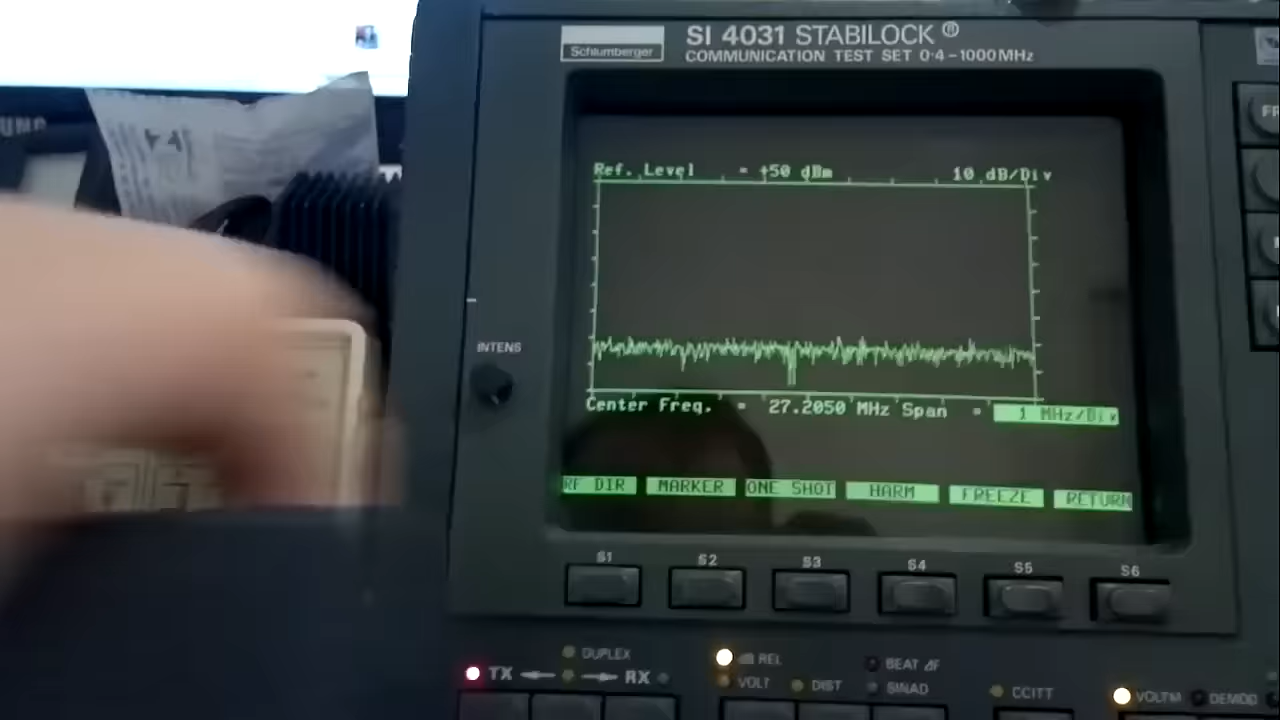 Schlumberger
SI 4031 STABILOCK ®
COMMUNICATION TEST SET 0·4-1000MHz
Ref. Level = +50 dBm 10 dB/Div
INTENS
Center Freq. = 27.2050 MHz Span = 1 MHz/Div
RF DIR MARKER ONE SHOT HARM FREEZE RETURN
S1 S2 S3 S4 S5 S6
DUPLEX
TX RX
REL
VOLT DIST
BEAT ΔF
SINAD
CCITT
VOLTM DEMOD